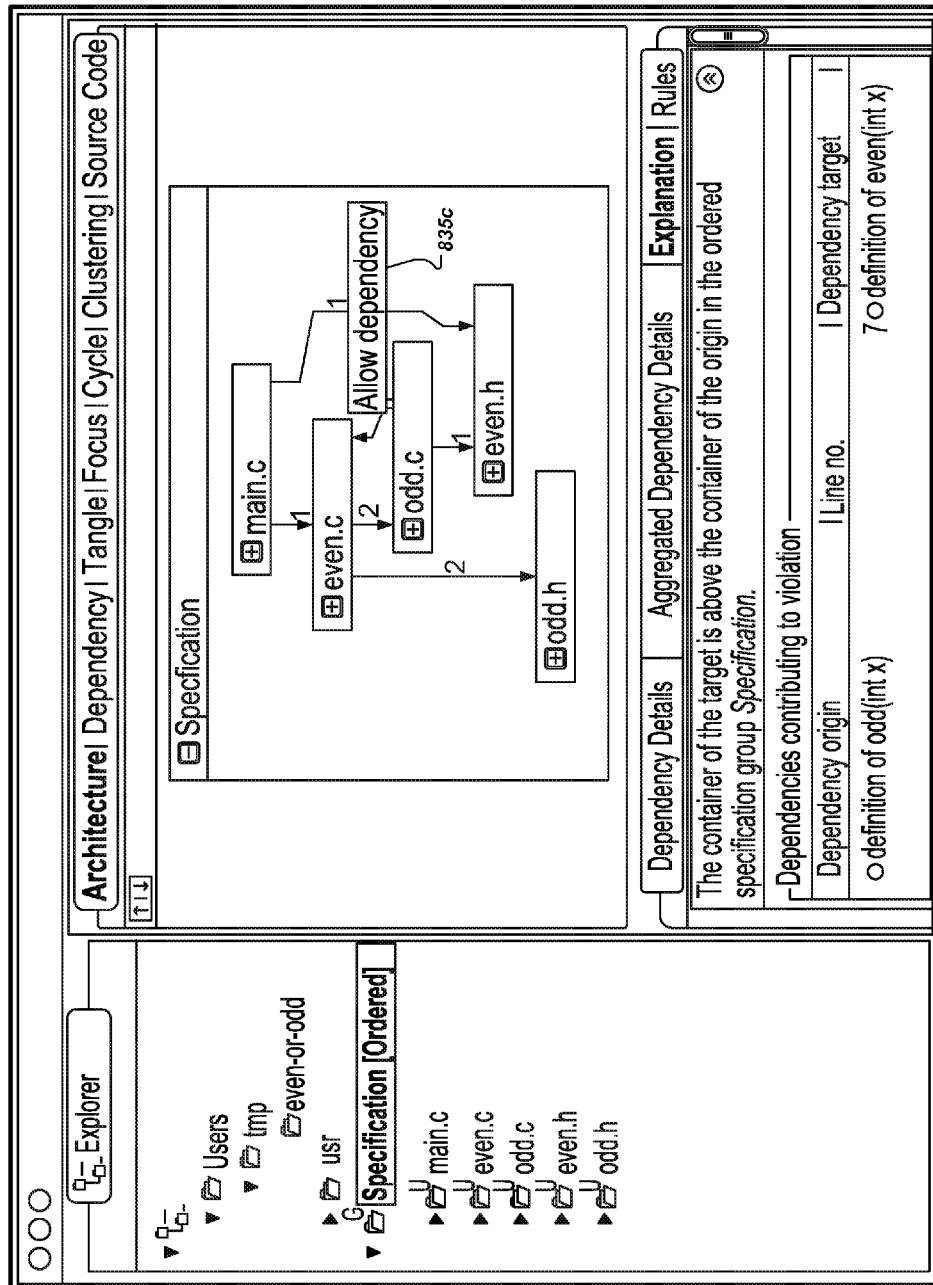 Explorer
Users
tmp
even-or-odd
usr
G
Specification [Ordered]
U
main.c
U
even.c
U
odd.c
U
even.h
U
odd.h
Architecture| Dependency | Tangle| Focus | Cycle| Clustering | Source Code
↑|↓
Specfication
main.c
1
1
even.c
Allow dependency
835c
2
odd.c
2
1
even.h
odd.h
Dependency Details
Aggregated Dependency Details
Explanation | Rules
The container of the target is above the container of the origin in the ordered
specification group Specification.
Dependencies contributing to violation
Dependency origin | Line no. | Dependency target |
definition of odd(int x) 7 definition of even(int x)